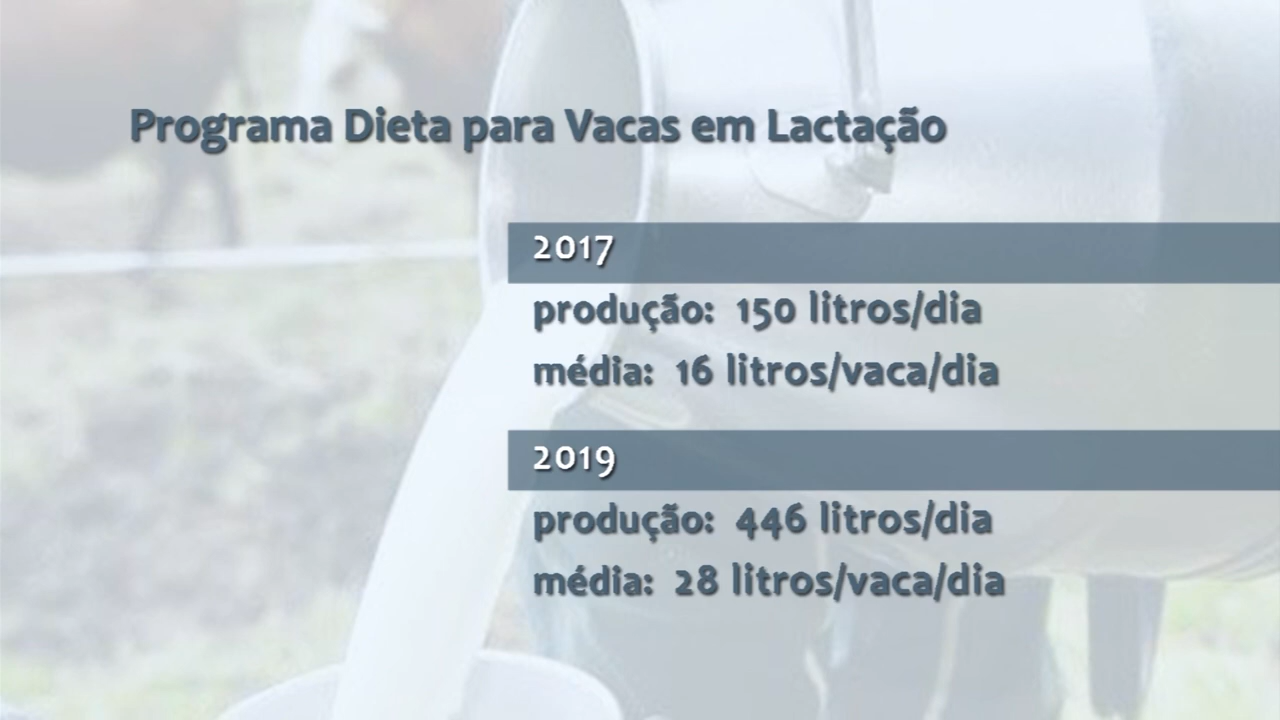 Programa Dieta para Vacas em Lactação
2017
produção: 150 litros/dia
média: 16 litros/vaca/dia
2019
produção: 446 litros/dia
média: 28 litros/vaca/dia